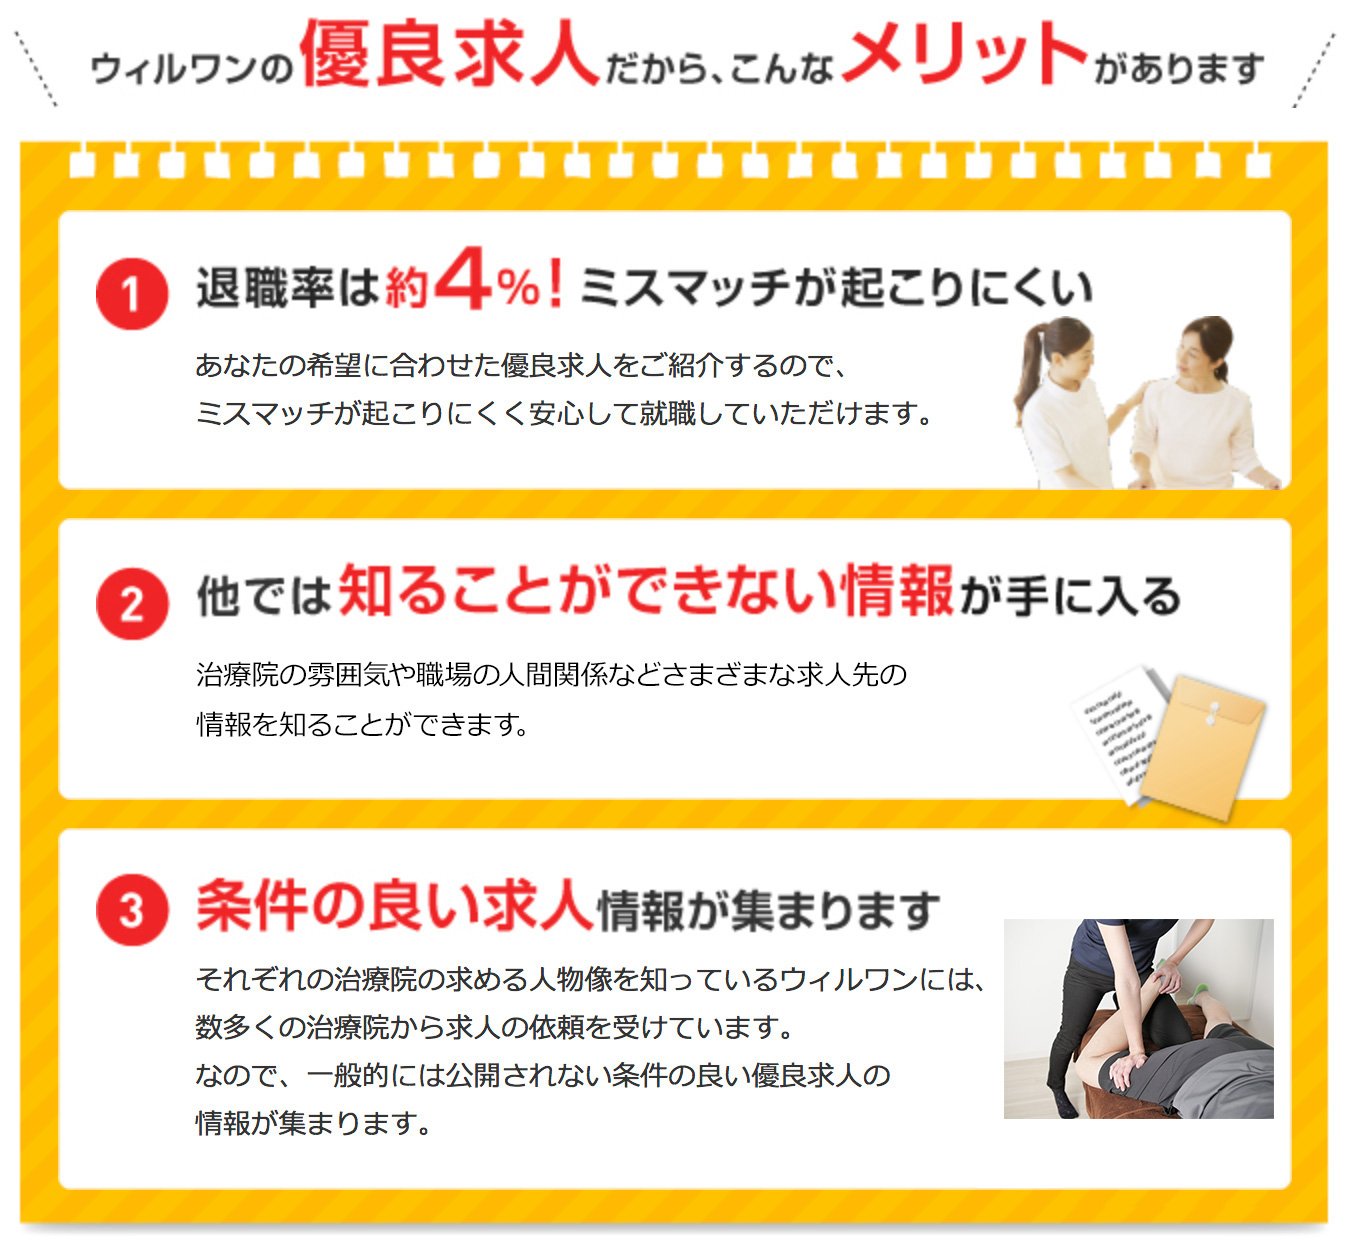 ウィルワンの優良求人だから、こんなメリットがあります
1 退職率は約4%！ミスマッチが起こりにくい
あなたの希望に合わせた優良求人をご紹介するので、
ミスマッチが起こりにくく安心して就職していただけます。
2 他では知ることができない情報が手に入る
治療院の雰囲気や職場の人間関係などさまざまな求人先の
情報を知ることができます。
3 条件の良い求人情報が集まります
それぞれの治療院の求める人物像を知っているウィルワンには、
数多くの治療院から求人の依頼を受けています。
なので、一般的には公開されない条件の良い優良求人の
情報が集まります。